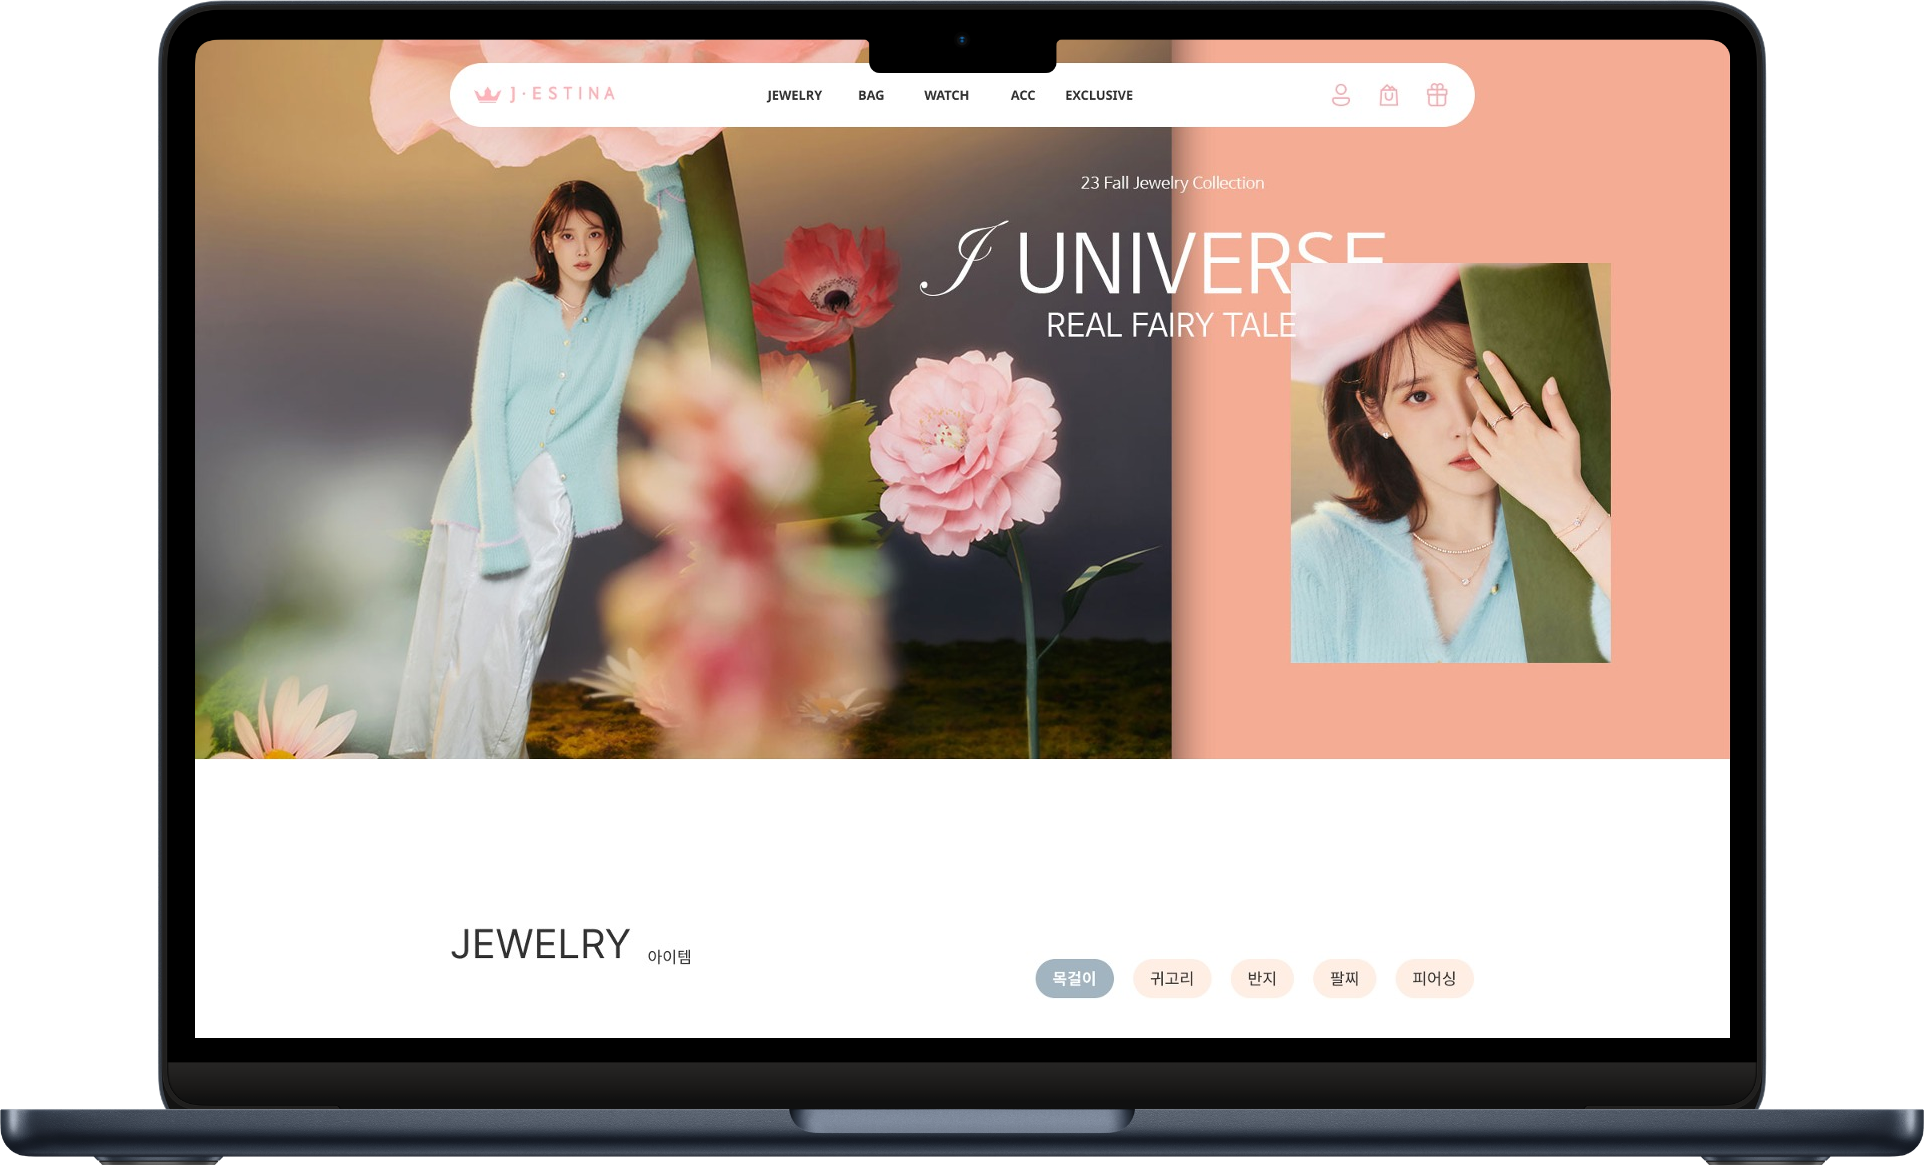 J·ESTINA
JEWELRY BAG WATCH ACC EXCLUSIVE
23 Fall Jewelry Collection
J UNIVERSE
REAL FAIRY TALE
JEWELRY 아이템
목걸이 귀고리 반지 팔찌 피어싱